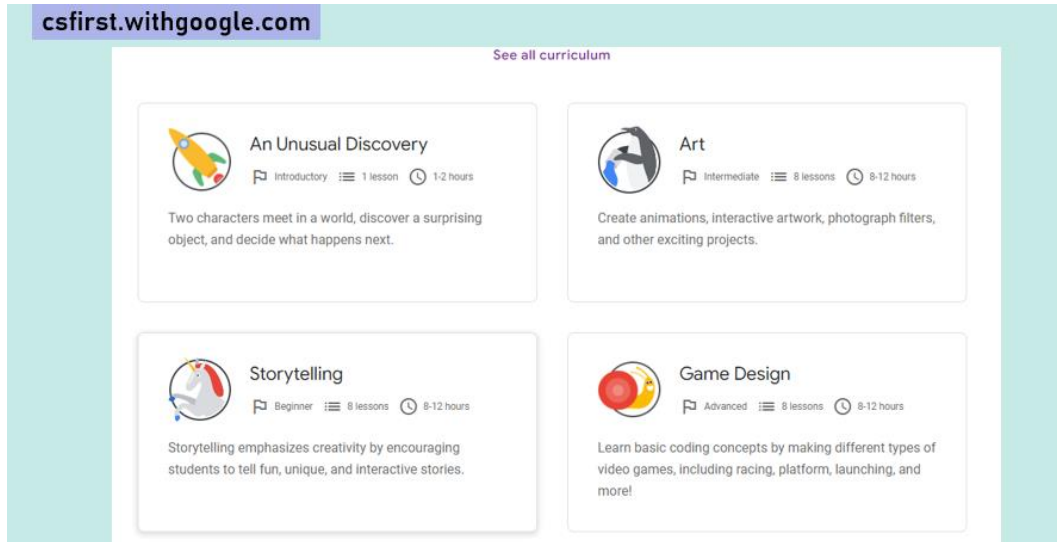 csfirst.withgoogle.com
See all curriculum
An Unusual Discovery
Introductory 1 lesson 1-2 hours
Two characters meet in a world, discover a surprising
object, and decide what happens next.
Art
Intermediate 8 lessons 8-12 hours
Create animations, interactive artwork, photograph filters,
and other exciting projects.
Storytelling
Beginner 8 lessons 8-12 hours
Storytelling emphasizes creativity by encouraging
students to tell fun, unique, and interactive stories.
Game Design
Advanced 8 lessons 8-12 hours
Learn basic coding concepts by making different types of
video games, including racing, platform, launching, and
more!